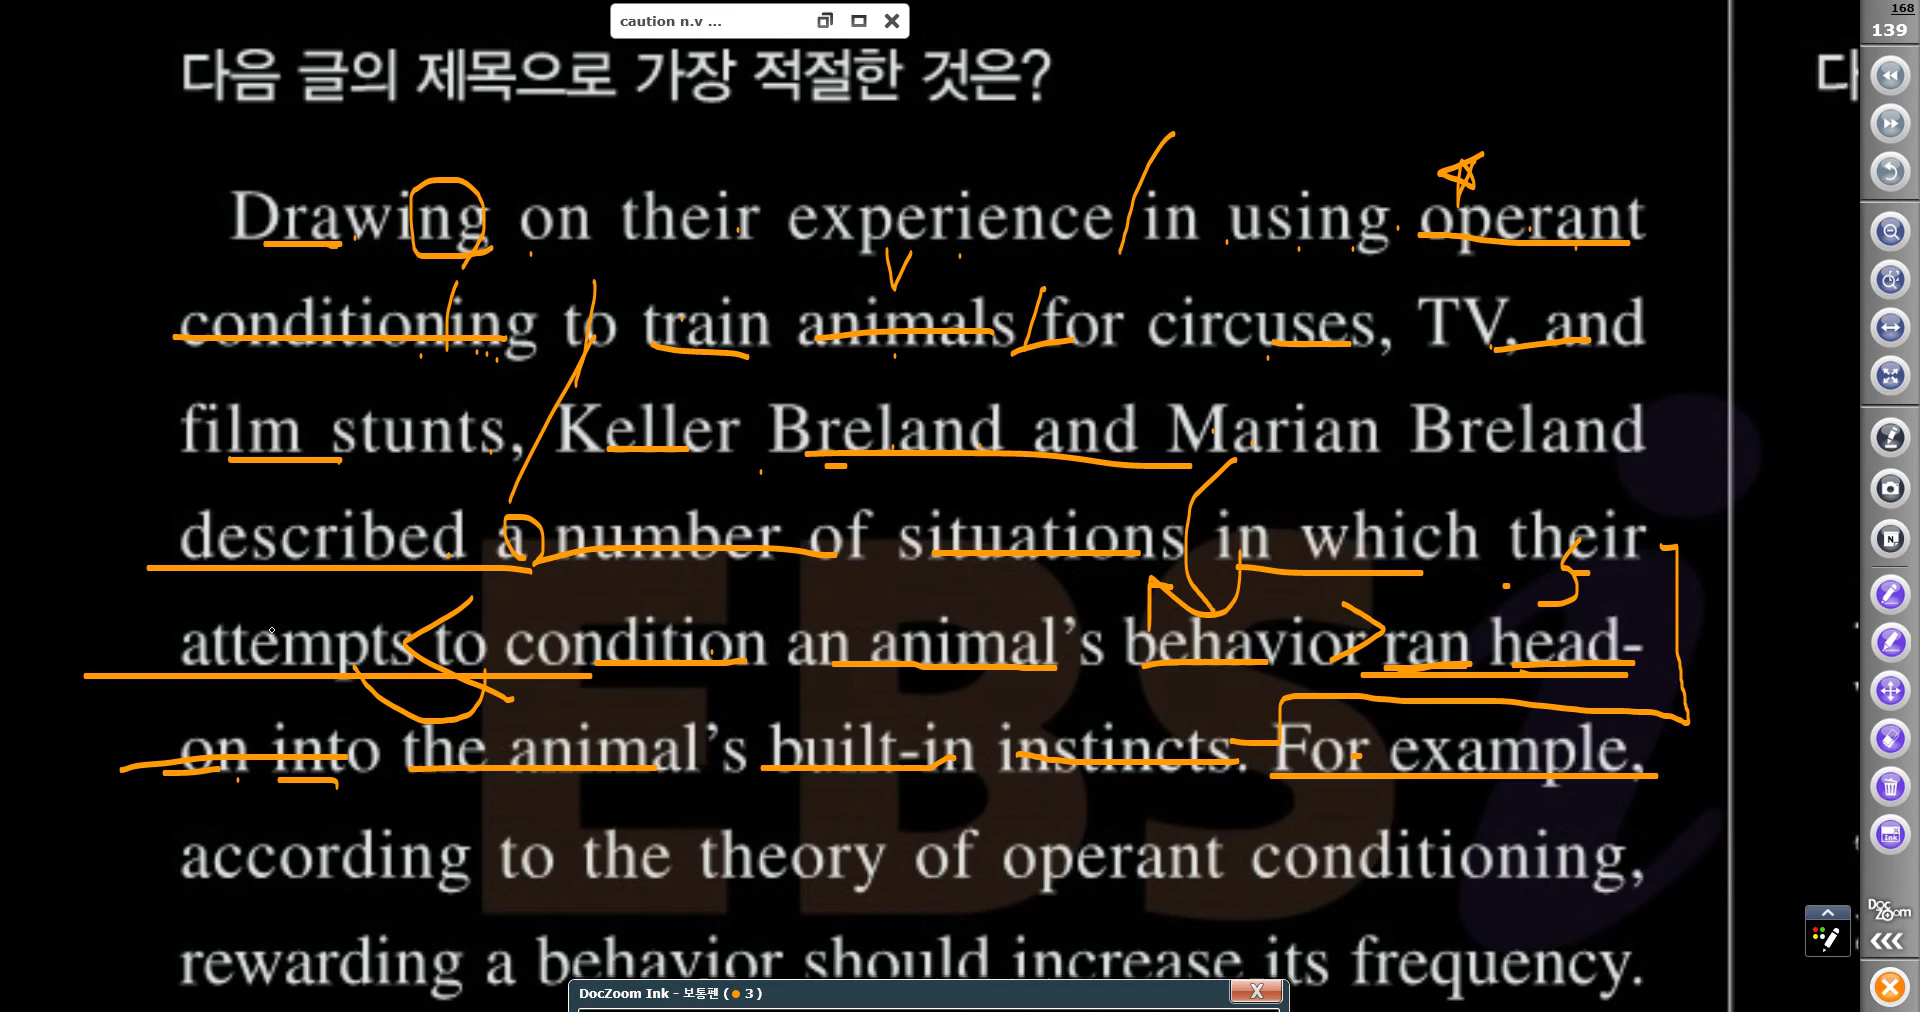 caution n.v ...
168
139
다음 글의 제목으로 가장 적절한 것은?
Drawing on their experience in using operant
conditioning to train animals for circuses, TV, and
film stunts, Keller Breland and Marian Breland
described a number of situations in which their
attempts to condition an animal's behavior ran head-
on into the animal's built-in instincts. For example,
according to the theory of operant conditioning,
rewarding a behavior should increase its frequency.
EBSi
DocZoom
DocZoom Ink - 보통펜 ( 3 )